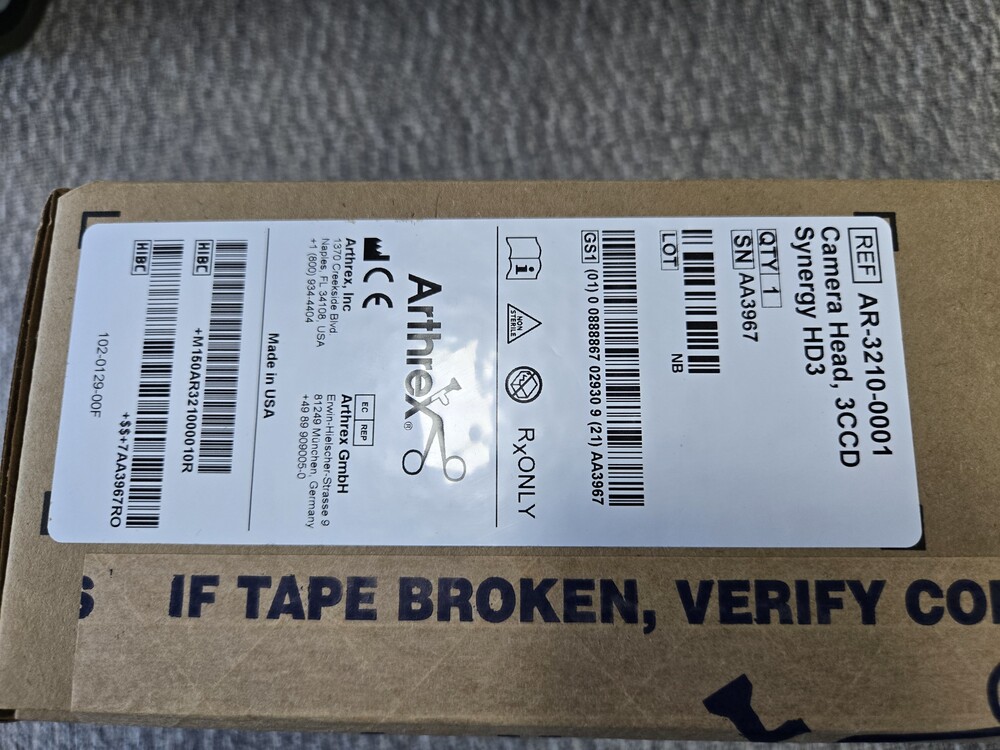 REF AR-3210-0001
Camera Head, 3CCD
Synergy HD3
QTY 1
SN AA3967
LOT
NB
GS1 (01) 0 0888867 02930 9 (21) AA3967
i
NON STERILE
RxONLY
Arthrex®
CE
Arthrex, Inc
1370 Creekside Blvd.
Naples, FL 34108, USA
+1 (800) 934-4404
EC REP
Arthrex GmbH
Erwin-Hielscher-Strasse 9
81249 München, Germany
+49 89 909005-0
Made in USA
HIBC
+M150AR32100010R
HIBC
+$$+7AA3967RO
102-0129-00F
S IF TAPE BROKEN, VERIFY CO